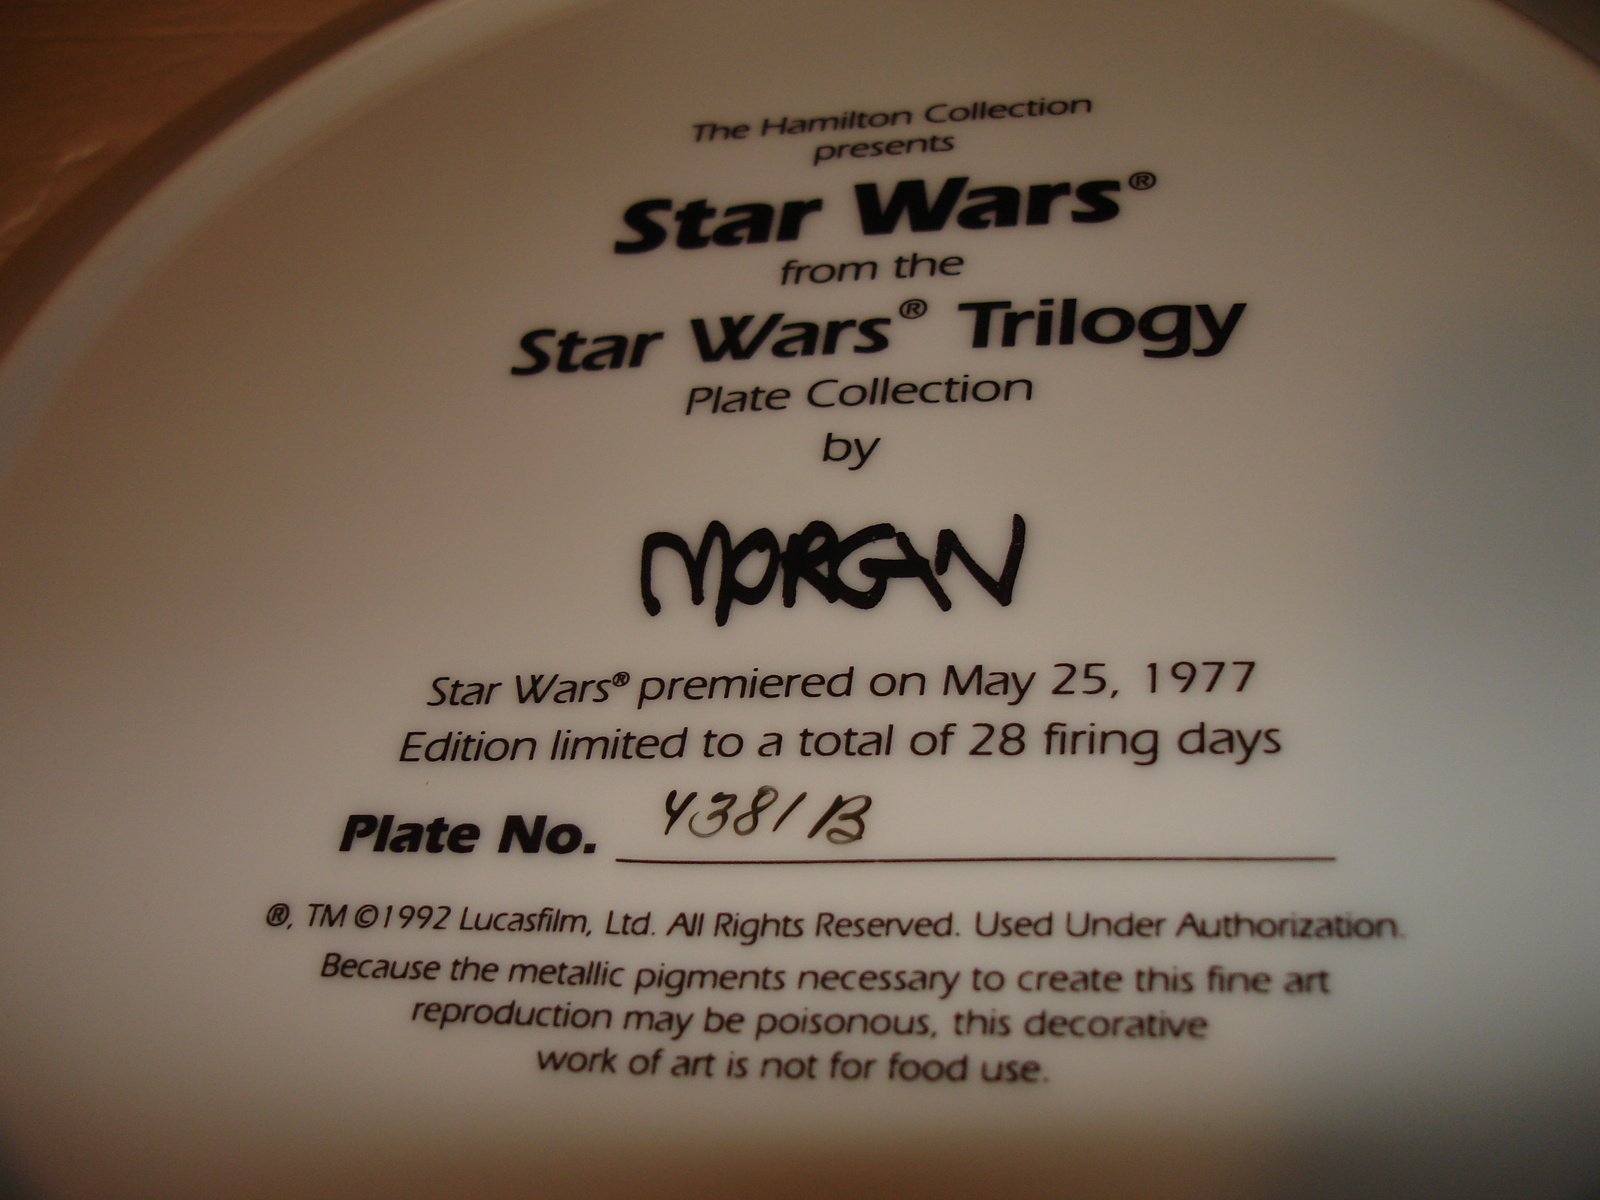 The Hamilton Collection
presents
Star Wars®
from the
Star Wars® Trilogy
Plate Collection
by
MORGAN
Star Wars® premiered on May 25, 1977
Edition limited to a total of 28 firing days
Plate No. 4381B
®, TM ©1992 Lucasfilm, Ltd. All Rights Reserved. Used Under Authorization.
Because the metallic pigments necessary to create this fine art
reproduction may be poisonous, this decorative
work of art is not for food use.